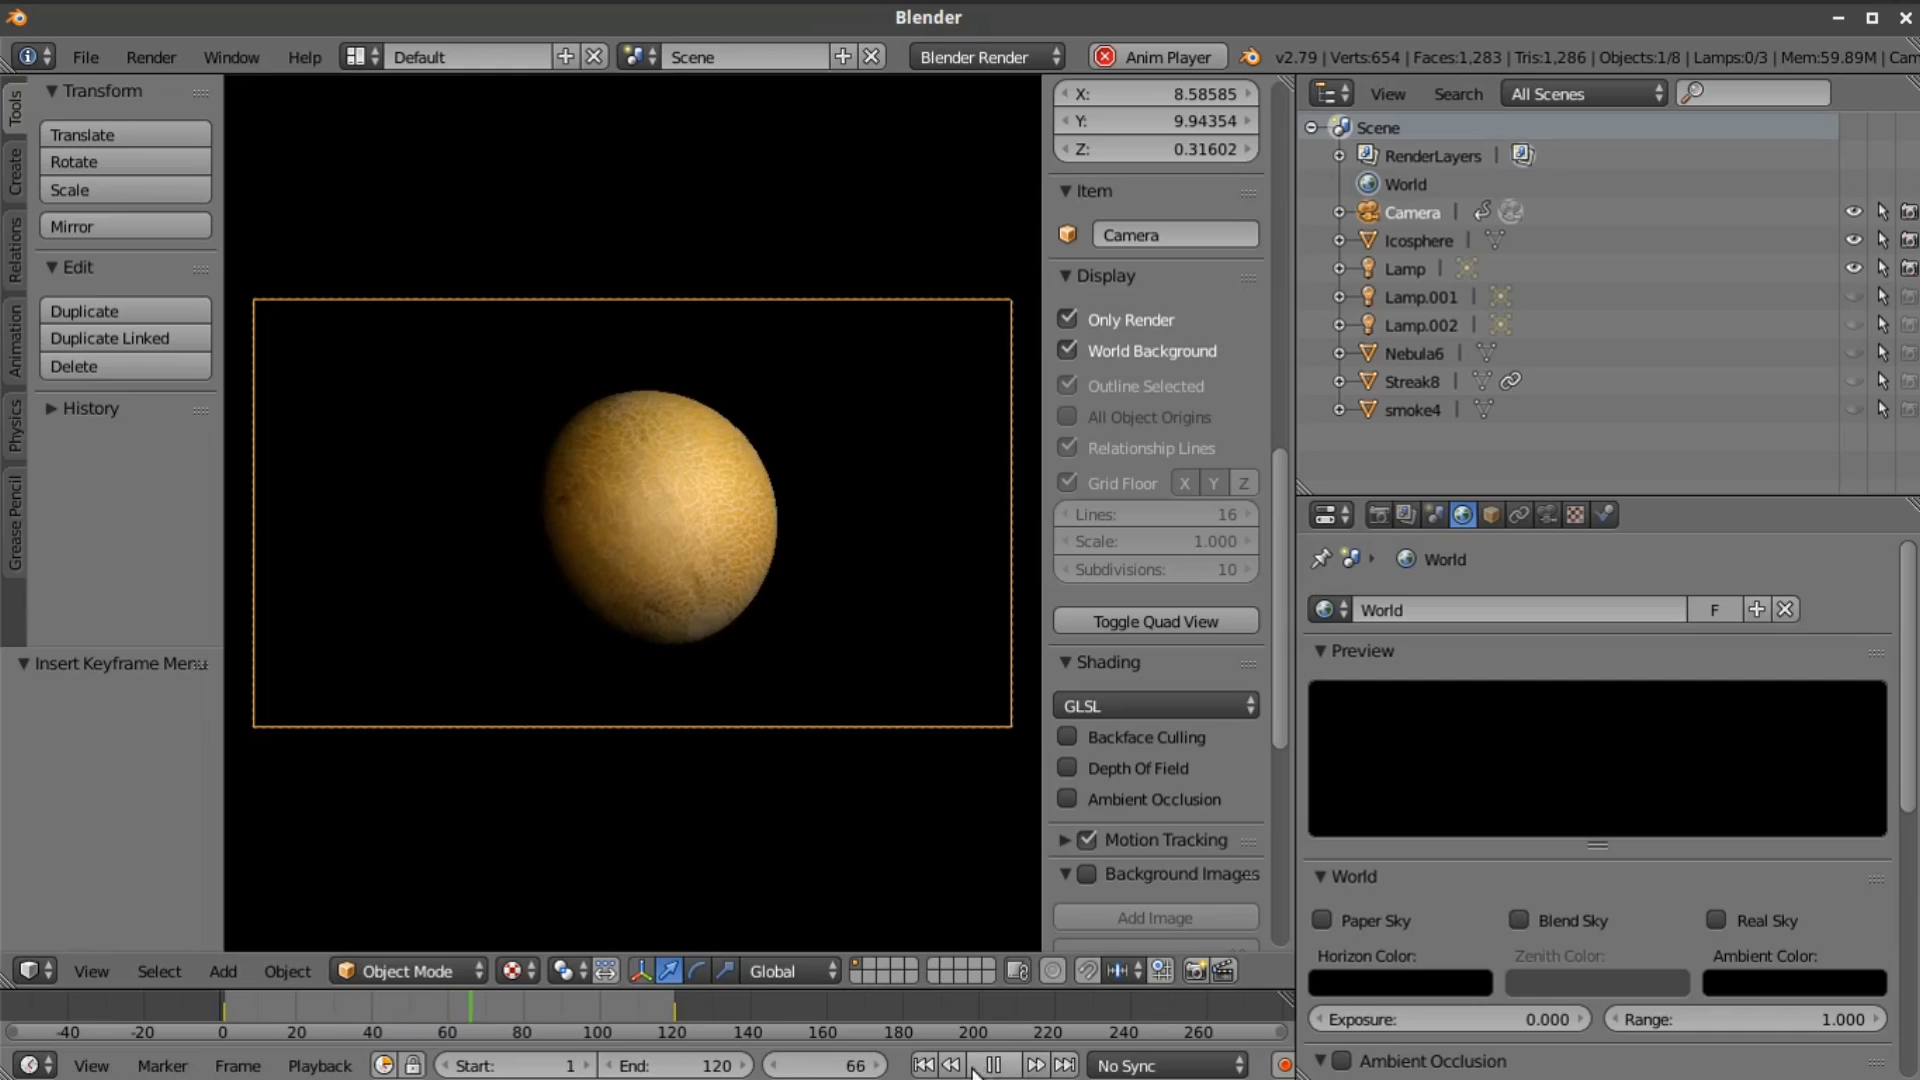 Blender
File Render Window Help Default Scene Blender Render Anim Player v2.79 | Verts:654 | Faces:1,283 | Tris:1,286 | Objects:1/8 | Lamps:0/3 | Mem:59.89M | Cam
Tools
Create
Relations
Animation
Physics
Grease Pencil
Transform
Translate
Rotate
Scale
Mirror
Edit
Duplicate
Duplicate Linked
Delete
History
Insert Keyframe Menu
X: 8.58585
Y: 9.94354
Z: 0.31602
Item
Camera
Display
Only Render
World Background
Outline Selected
All Object Origins
Relationship Lines
Grid Floor X Y Z
Lines: 16
Scale: 1.000
Subdivisions: 10
Toggle Quad View
Shading
GLSL
Backface Culling
Depth Of Field
Ambient Occlusion
Motion Tracking
Background Images
Add Image
View Search All Scenes
Scene
RenderLayers |
World
Camera |
Icosphere |
Lamp |
Lamp.001 |
Lamp.002 |
Nebula6 |
Streak8 |
smoke4 |
World
World F
Preview
World
Paper Sky Blend Sky Real Sky
Horizon Color: Zenith Color: Ambient Color:
Exposure: 0.000 Range: 1.000
Ambient Occlusion
View Select Add Object Object Mode Global
-40 -20 0 20 40 60 80 100 120 140 160 180 200 220 240 260
View Marker Frame Playback Start: 1 End: 120 66 No Sync